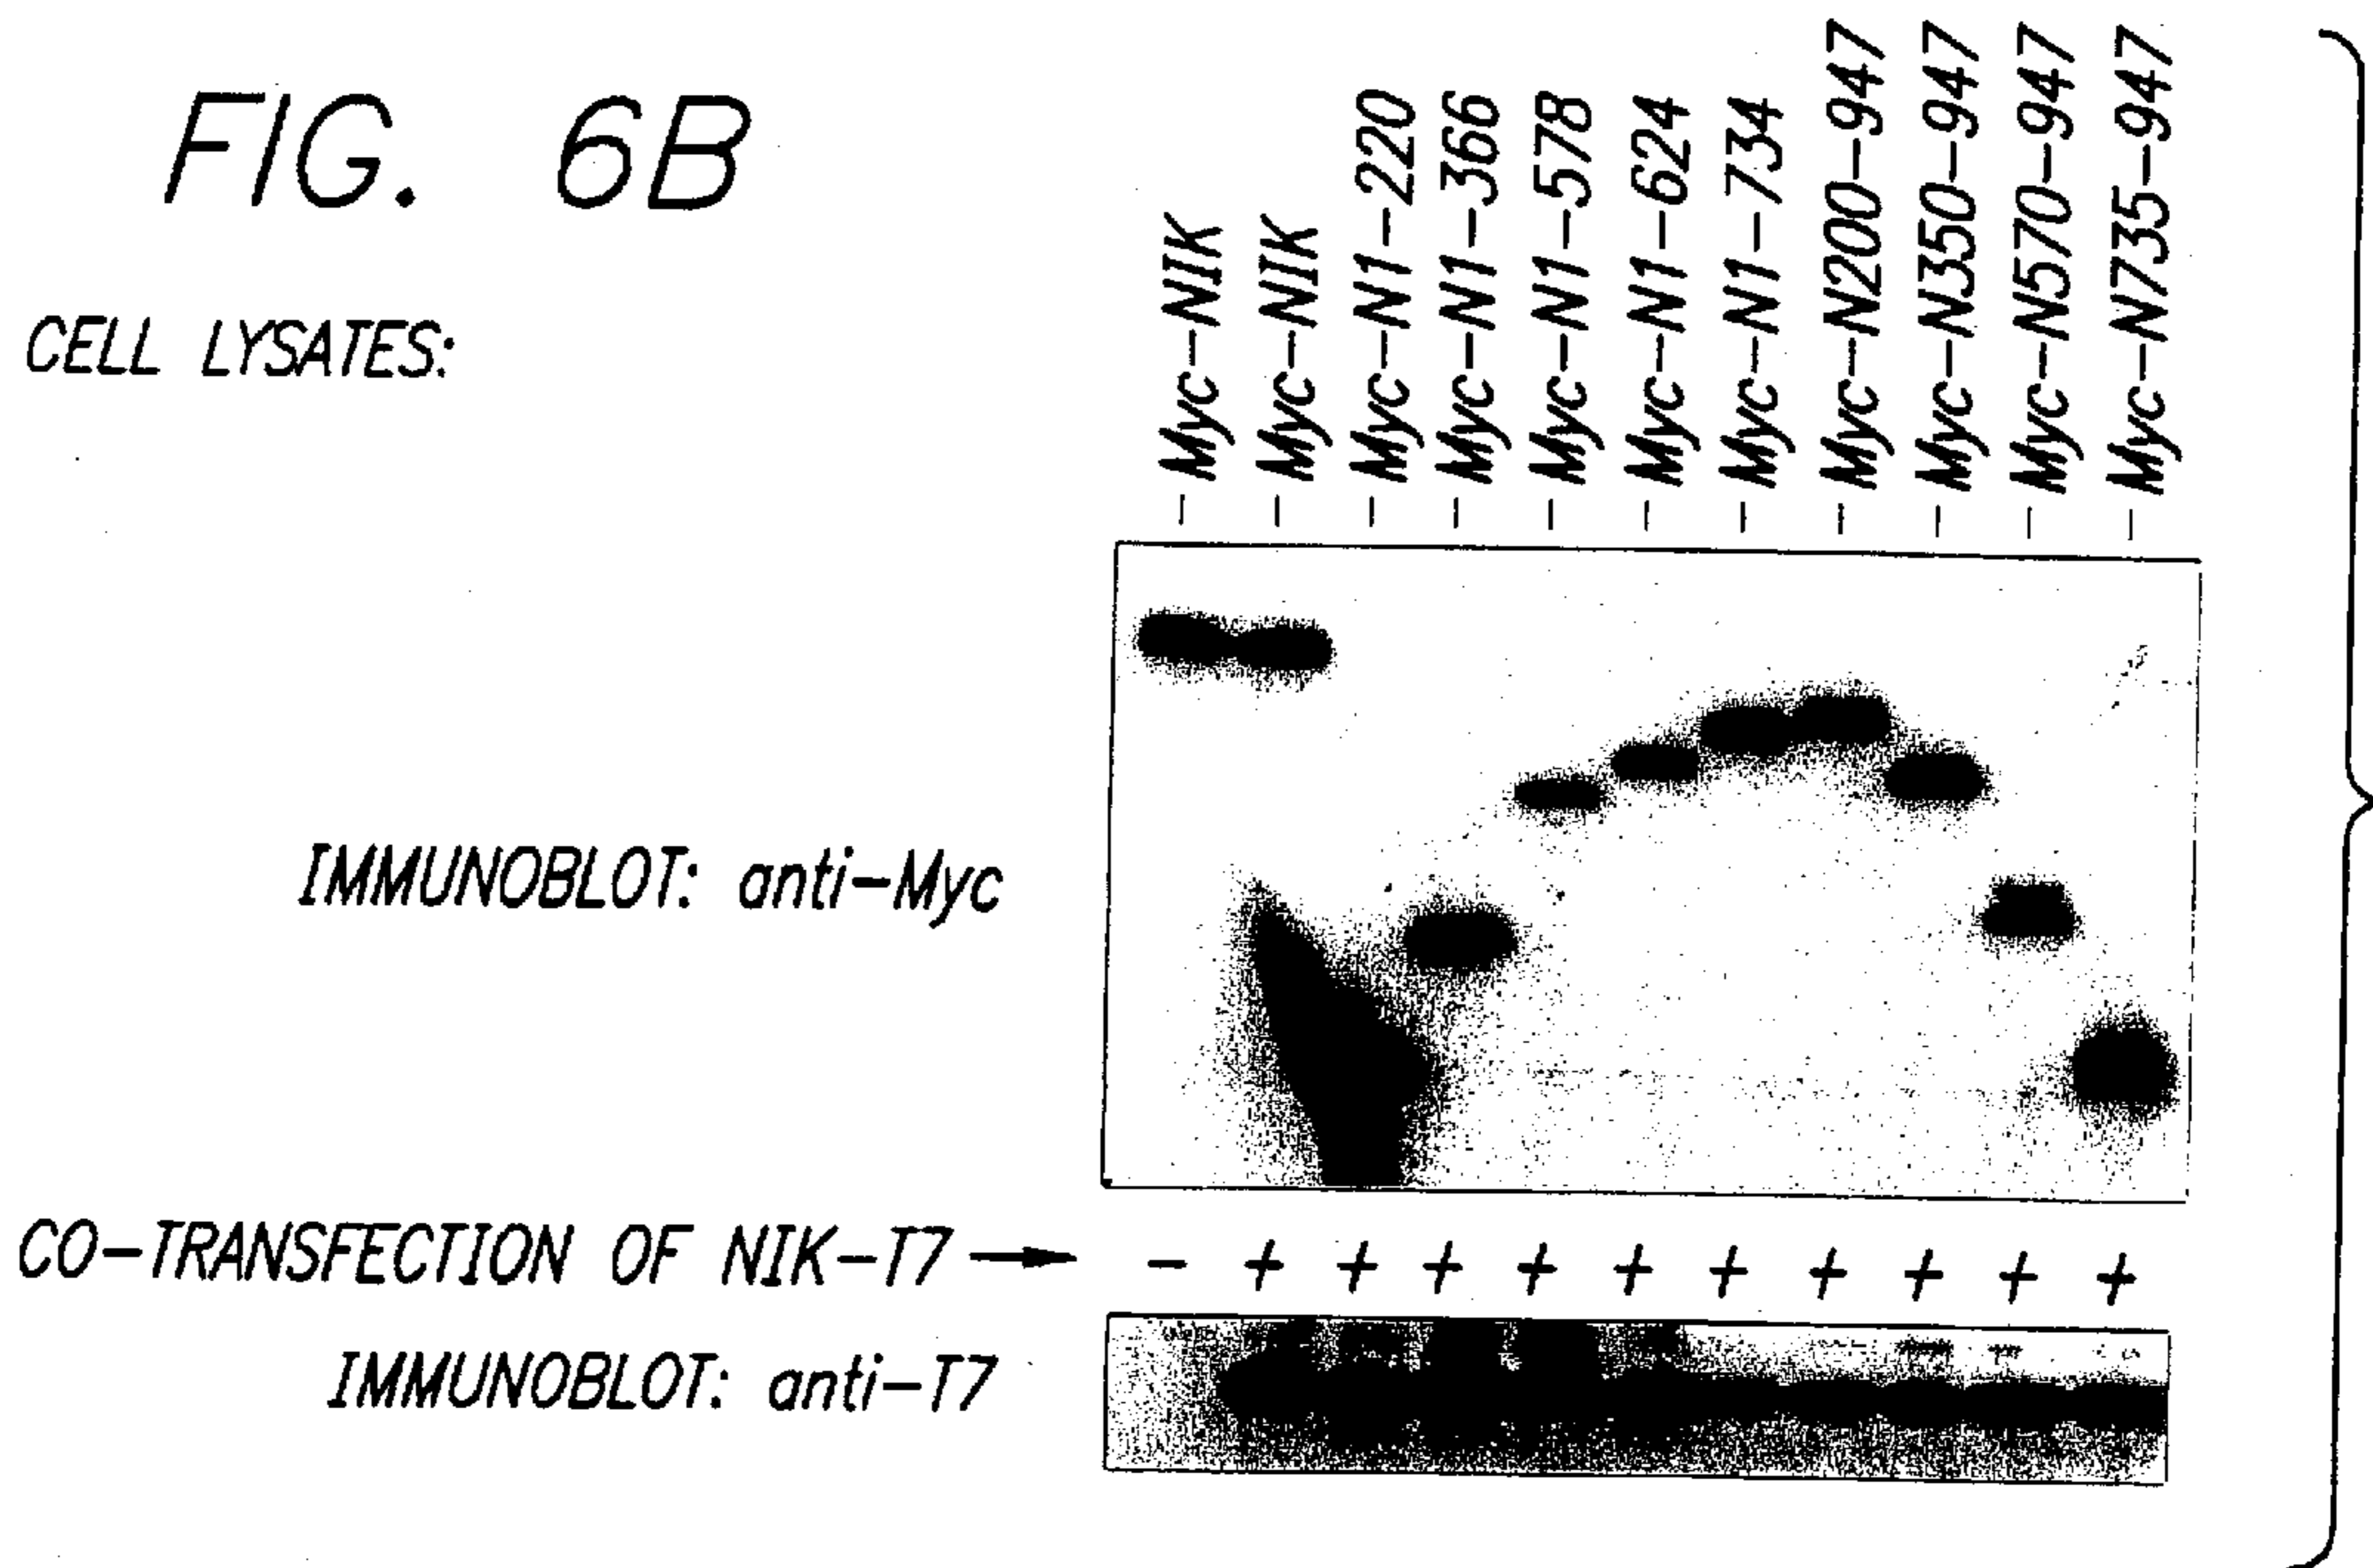 FIG. 6B
CELL LYSATES:
- Myc-NIK
- Myc-NIK
- Myc-N1-220
- Myc-N1-366
- Myc-N1-578
- Myc-N1-624
- Myc-N1-734
- Myc-N200-947
- Myc-N350-947
- Myc-N570-947
- Myc-N735-947
IMMUNOBLOT: anti-Myc
CO-TRANSFECTION OF NIK-T7 → - + + + + + + + + + +
IMMUNOBLOT: anti-T7